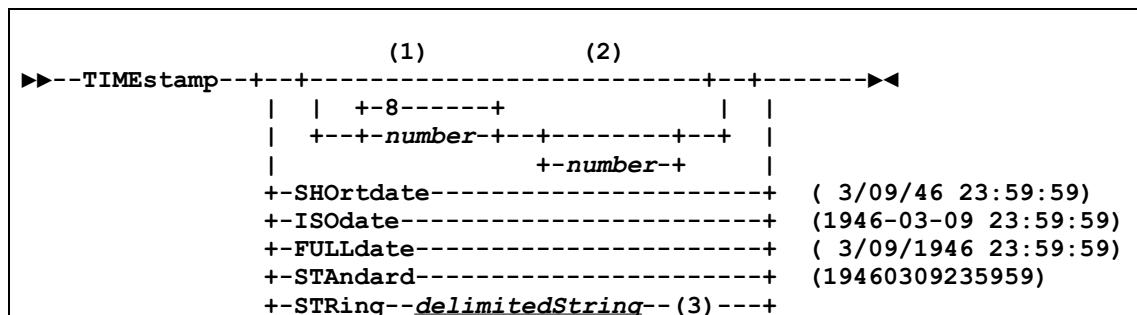 (1) (2)
►►--TIMEstamp--+--+--------------------------+--+-------►◄
| | +-8------+ | |
| +--+-number-+--+--------+--+ |
| +-number-+ |
+-SHOrtdate----------------------+ ( 3/09/46 23:59:59)
+-ISOdate------------------------+ (1946-03-09 23:59:59)
+-FULLdate-----------------------+ ( 3/09/1946 23:59:59)
+-STAndard-----------------------+ (19460309235959)
+-STRing--delimitedString--(3)---+